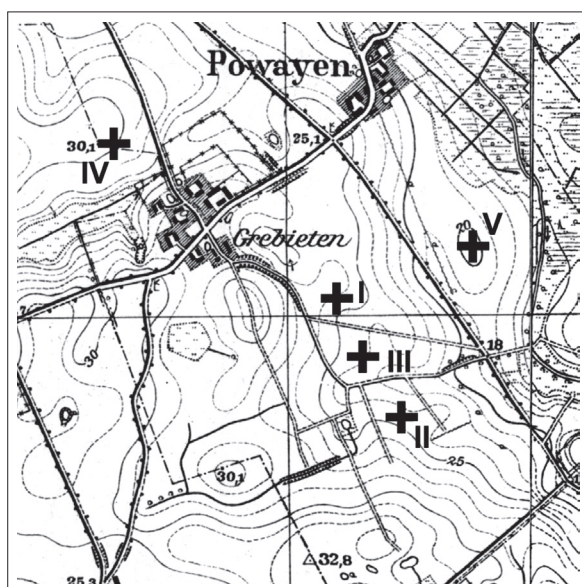 Powayen
30,1
25,1
IV
20
V
Grebieten
I
30
18
III
II
25
30,1
32,8
25,3